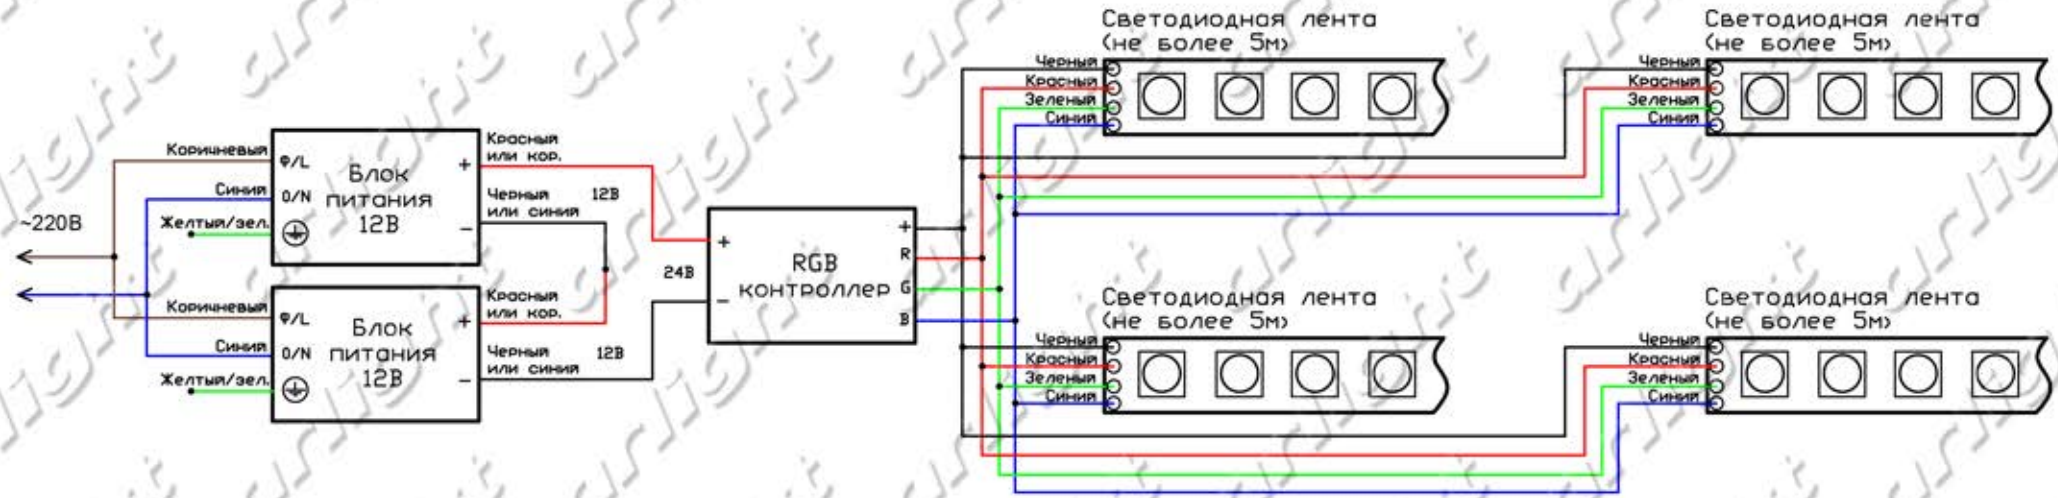 ~220В
Коричневый
Синий
Желтый/зел.
Ф/L
0/N
Блок
питания
12В
+
−
Красный
или кор.
Черный
или синий
12В
Коричневый
Синий
Желтый/зел.
Ф/L
0/N
Блок
питания
12В
+
−
Красный
или кор.
Черный
или синий
12В
24В
+
−
RGB
контроллер
+
R
G
B
Светодиодная лента
(не более 5м)
Черный
Красный
Зеленый
Синий
Светодиодная лента
(не более 5м)
Черный
Красный
Зеленый
Синий
Светодиодная лента
(не более 5м)
Черный
Красный
Зеленый
Синий
Светодиодная лента
(не более 5м)
Черный
Красный
Зеленый
Синий
arlight